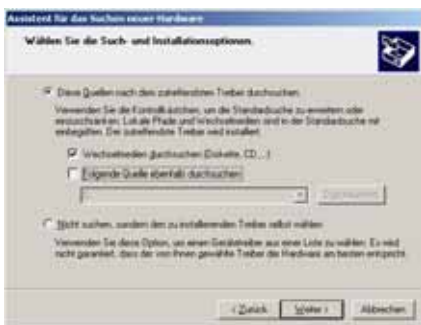 Assistent für das Suchen neuer Hardware
Wählen Sie die Such- und Installationsoptionen.
Diese Quellen nach dem zutreffendsten Treiber durchsuchen
Verwenden Sie die Kontrollkästchen, um die Standardsuche zu erweitern oder
einzuschränken. Lokale Pfade und Wechselmedien sind in der Standardsuche mit
einbegriffen. Der zutreffendste Treiber wird installiert.
Wechselmedien durchsuchen (Diskette, CD,...)
Folgende Quelle ebenfalls durchsuchen:
Durchsuchen
Nicht suchen, sondern den zu installierenden Treiber selbst wählen
Verwenden Sie diese Option, um einen Gerätetreiber aus einer Liste zu wählen. Es wird
nicht garantiert, dass der von Ihnen gewählte Treiber der Hardware am besten entspricht.
< Zurück
Weiter >
Abbrechen